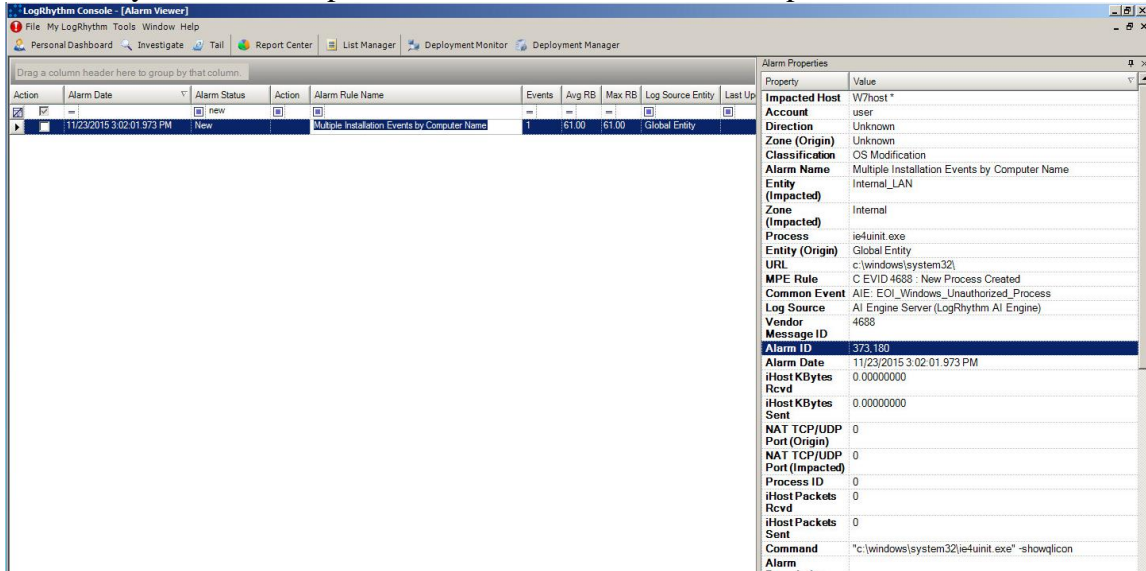 LogRhythm Console - [Alarm Viewer]
File My LogRhythm Tools Window Help
Personal Dashboard Investigate Tail Report Center List Manager Deployment Monitor Deployment Manager
Drag a column header here to group by that column.
Action Alarm Date Alarm Status Action Alarm Rule Name Events Avg RB Max RB Log Source Entity Last Up
= new = = =
11/23/2015 3:02:01.973 PM New Multiple Installation Events by Computer Name 1 61.00 61.00 Global Entity
Alarm Properties
Property Value
Impacted Host W7host *
Account user
Direction Unknown
Zone (Origin) Unknown
Classification OS Modification
Alarm Name Multiple Installation Events by Computer Name
Entity (Impacted) Internal_LAN
Zone (Impacted) Internal
Process ie4uinit.exe
Entity (Origin) Global Entity
URL c:\windows\system32\
MPE Rule C EVID 4688 : New Process Created
Common Event AIE: EOI_Windows_Unauthorized_Process
Log Source AI Engine Server (LogRhythm AI Engine)
Vendor Message ID 4688
Alarm ID 373,180
Alarm Date 11/23/2015 3:02:01.973 PM
iHost KBytes Rcvd 0.00000000
iHost KBytes Sent 0.00000000
NAT TCP/UDP Port (Origin) 0
NAT TCP/UDP Port (Impacted) 0
Process ID 0
iHost Packets Rcvd 0
iHost Packets Sent 0
Command "c:\windows\system32\ie4uinit.exe" -showqlicon
Alarm